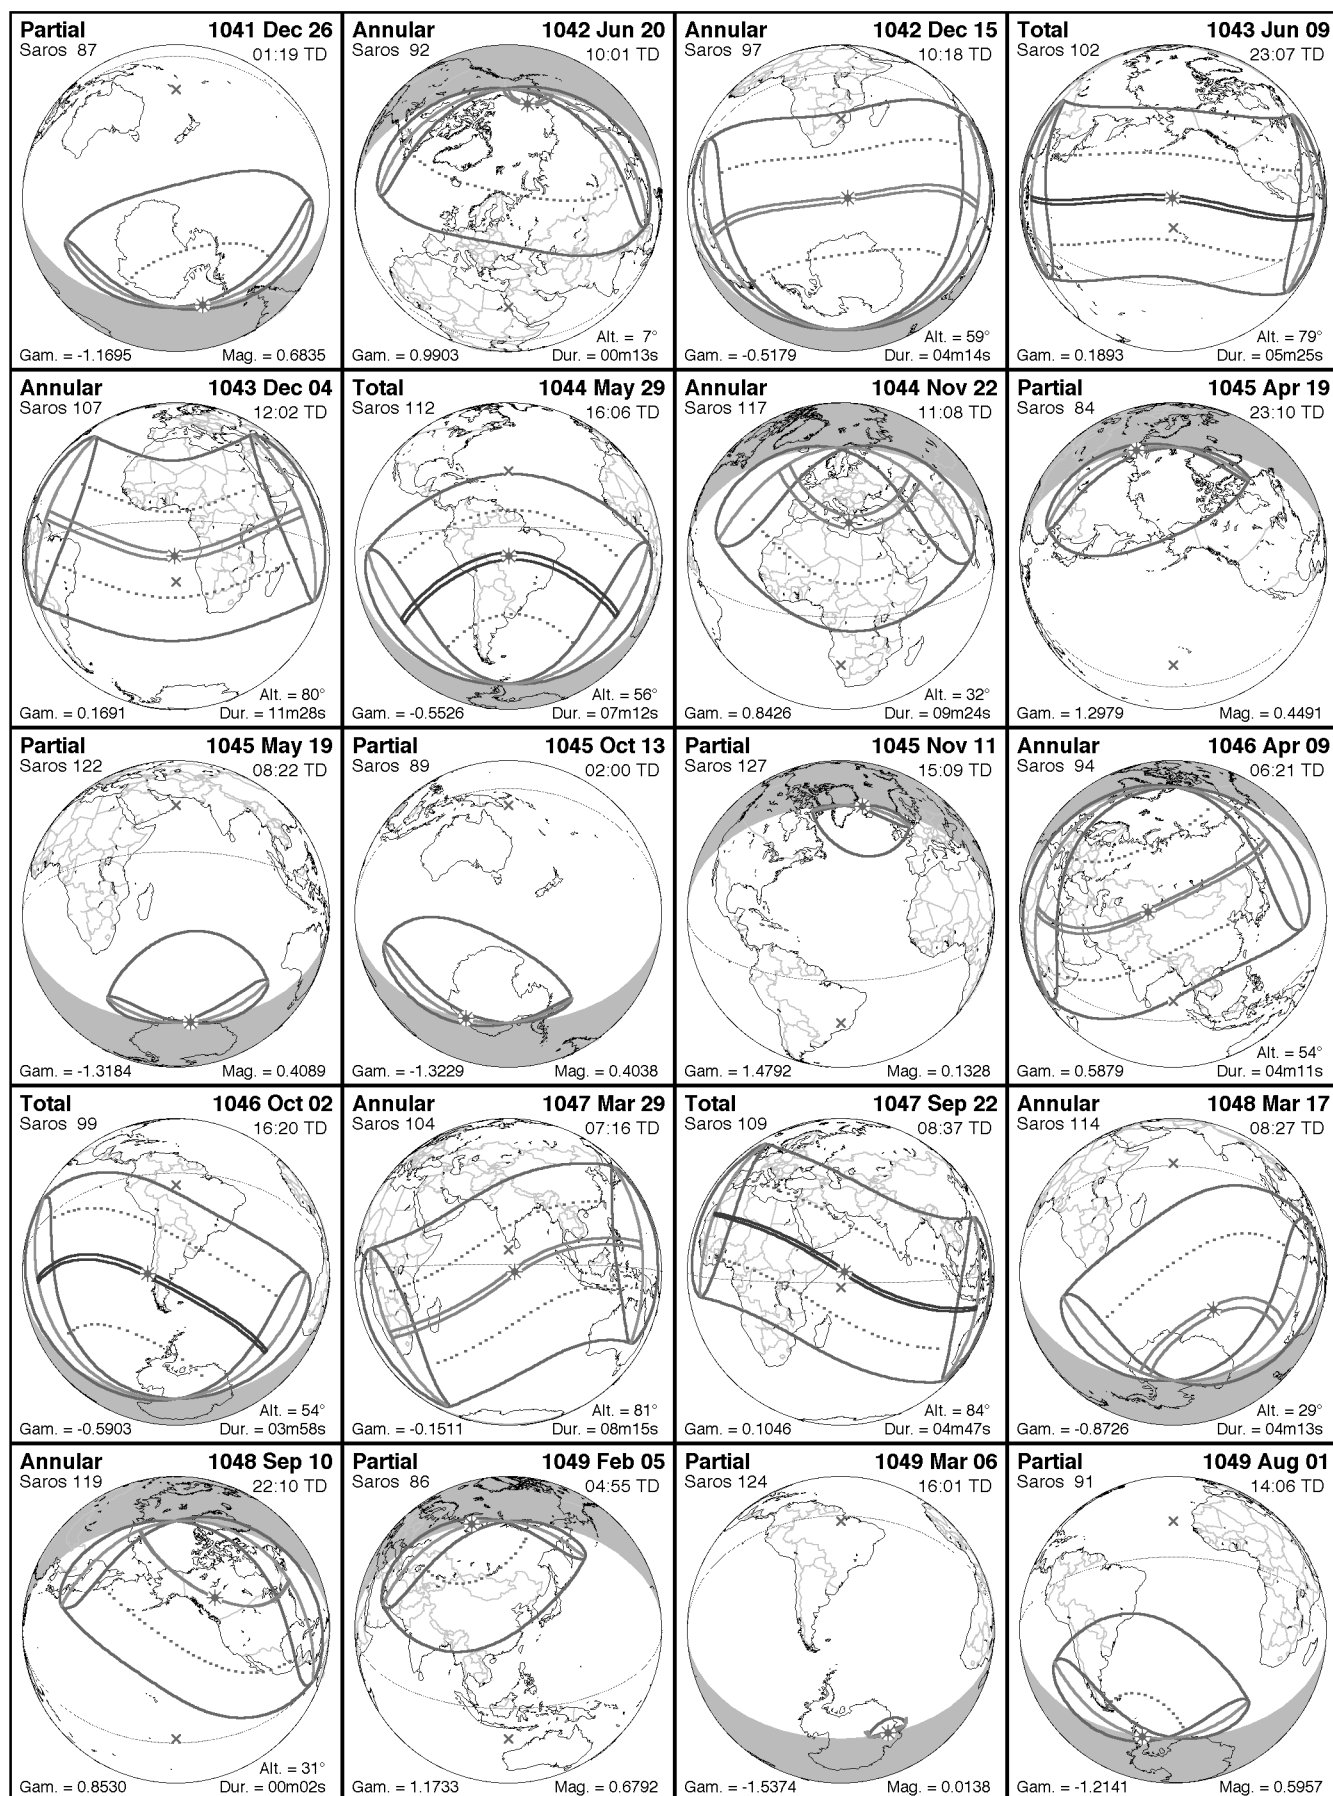 Partial 1041 Dec 26
Saros 87 01:19 TD
Gam. = -1.1695 Mag. = 0.6835
Annular 1042 Jun 20
Saros 92 10:01 TD
Alt. = 7°
Gam. = 0.9903 Dur. = 00m13s
Annular 1042 Dec 15
Saros 97 10:18 TD
Alt. = 59°
Gam. = -0.5179 Dur. = 04m14s
Total 1043 Jun 09
Saros 102 23:07 TD
Alt. = 79°
Gam. = 0.1893 Dur. = 05m25s
Annular 1043 Dec 04
Saros 107 12:02 TD
Alt. = 80°
Gam. = 0.1691 Dur. = 11m28s
Total 1044 May 29
Saros 112 16:06 TD
Alt. = 56°
Gam. = -0.5526 Dur. = 07m12s
Annular 1044 Nov 22
Saros 117 11:08 TD
Alt. = 32°
Gam. = 0.8426 Dur. = 09m24s
Partial 1045 Apr 19
Saros 84 23:10 TD
Gam. = 1.2979 Mag. = 0.4491
Partial 1045 May 19
Saros 122 08:22 TD
Gam. = -1.3184 Mag. = 0.4089
Partial 1045 Oct 13
Saros 89 02:00 TD
Gam. = -1.3229 Mag. = 0.4038
Partial 1045 Nov 11
Saros 127 15:09 TD
Gam. = 1.4792 Mag. = 0.1328
Annular 1046 Apr 09
Saros 94 06:21 TD
Alt. = 54°
Gam. = 0.5879 Dur. = 04m11s
Total 1046 Oct 02
Saros 99 16:20 TD
Alt. = 54°
Gam. = -0.5903 Dur. = 03m58s
Annular 1047 Mar 29
Saros 104 07:16 TD
Alt. = 81°
Gam. = -0.1511 Dur. = 08m15s
Total 1047 Sep 22
Saros 109 08:37 TD
Alt. = 84°
Gam. = 0.1046 Dur. = 04m47s
Annular 1048 Mar 17
Saros 114 08:27 TD
Alt. = 29°
Gam. = -0.8726 Dur. = 04m13s
Annular 1048 Sep 10
Saros 119 22:10 TD
Alt. = 31°
Gam. = 0.8530 Dur. = 00m02s
Partial 1049 Feb 05
Saros 86 04:55 TD
Gam. = 1.1733 Mag. = 0.6792
Partial 1049 Mar 06
Saros 124 16:01 TD
Gam. = -1.5374 Mag. = 0.0138
Partial 1049 Aug 01
Saros 91 14:06 TD
Gam. = -1.2141 Mag. = 0.5957